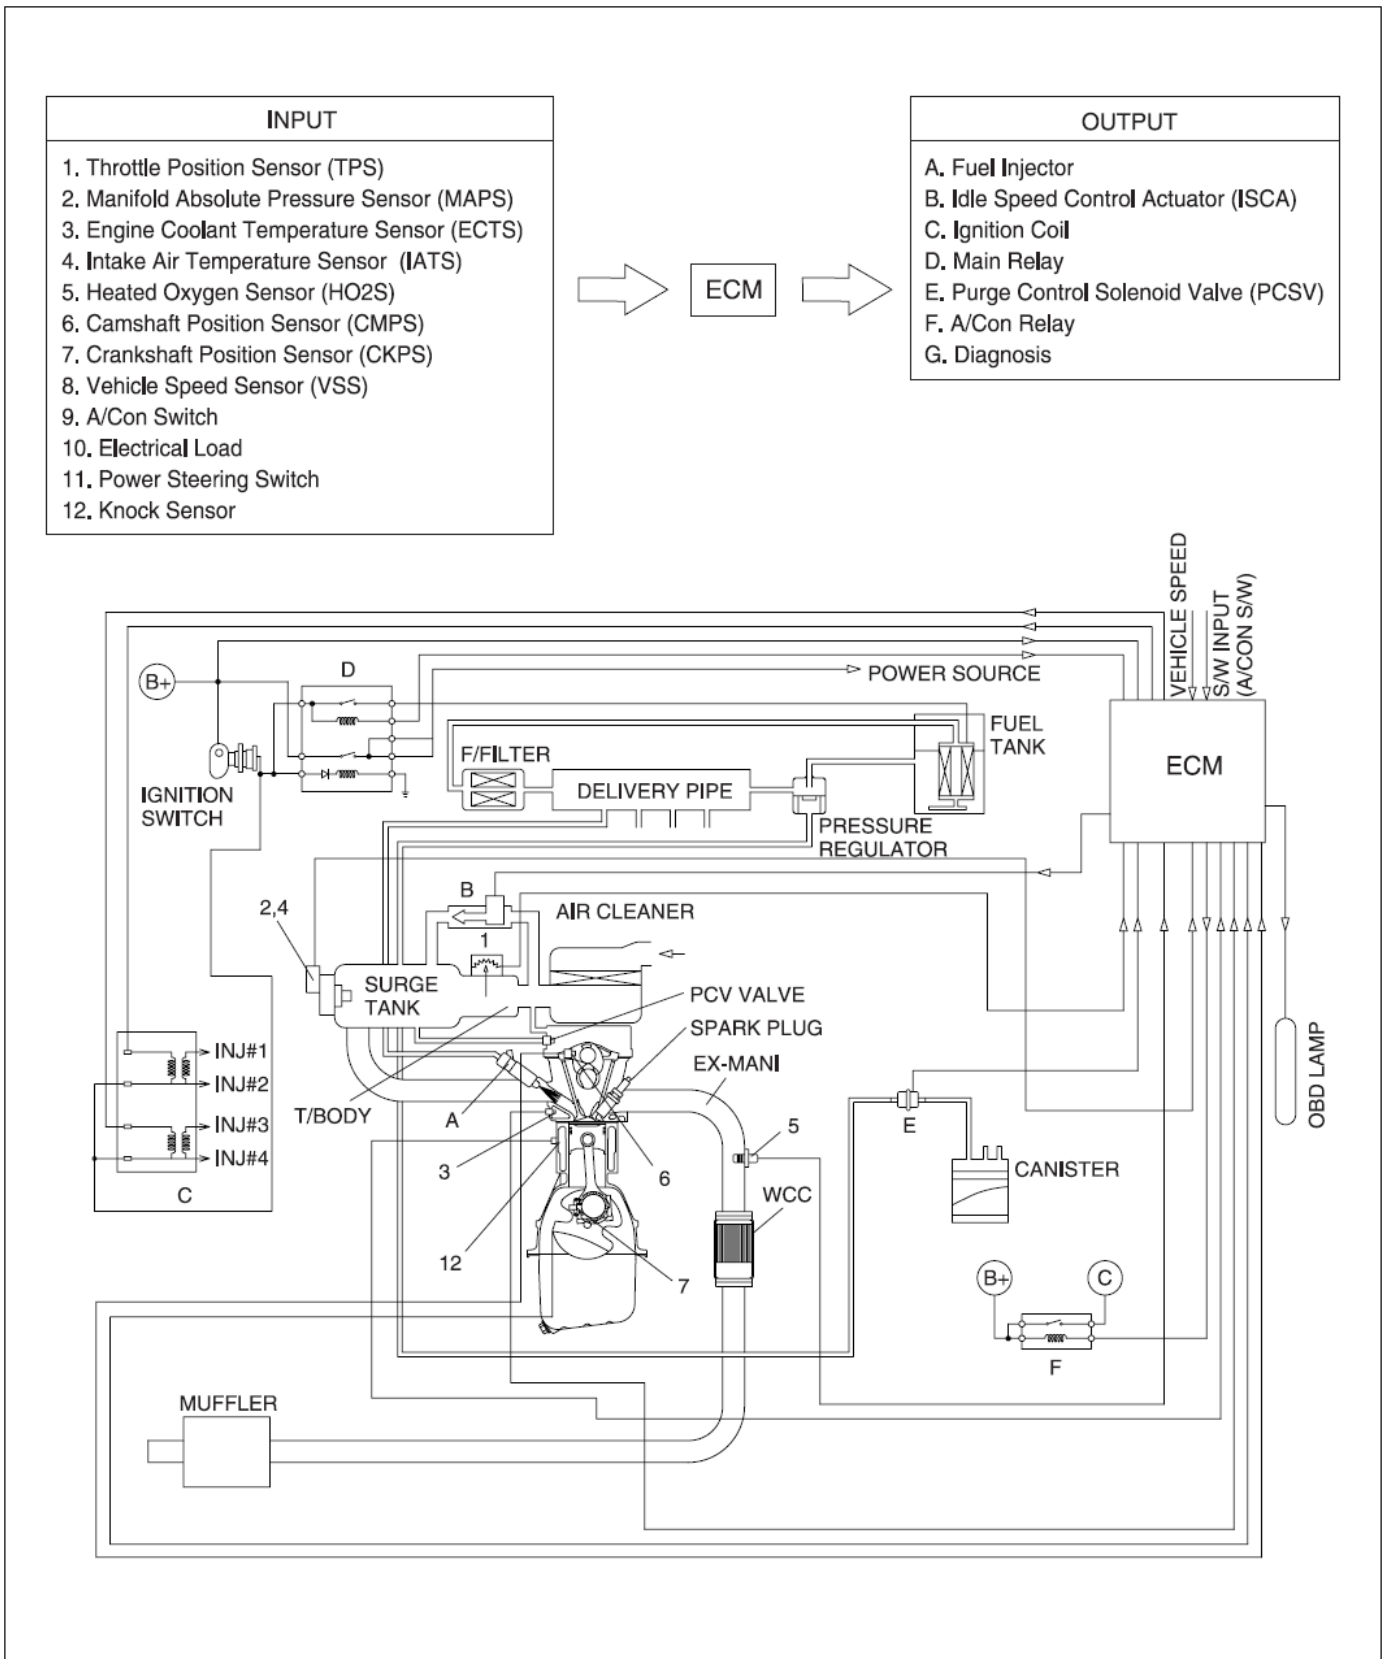 INPUT
1. Throttle Position Sensor (TPS)
2. Manifold Absolute Pressure Sensor (MAPS)
3. Engine Coolant Temperature Sensor (ECTS)
4. Intake Air Temperature Sensor (IATS)
5. Heated Oxygen Sensor (HO2S)
6. Camshaft Position Sensor (CMPS)
7. Crankshaft Position Sensor (CKPS)
8. Vehicle Speed Sensor (VSS)
9. A/Con Switch
10. Electrical Load
11. Power Steering Switch
12. Knock Sensor
ECM
OUTPUT
A. Fuel Injector
B. Idle Speed Control Actuator (ISCA)
C. Ignition Coil
D. Main Relay
E. Purge Control Solenoid Valve (PCSV)
F. A/Con Relay
G. Diagnosis
VEHICLE SPEED
S/W INPUT
(A/CON S/W)
B+
D
POWER SOURCE
IGNITION
SWITCH
F/FILTER
DELIVERY PIPE
FUEL
TANK
PRESSURE
REGULATOR
ECM
B
AIR CLEANER
2,4
1
SURGE
TANK
PCV VALVE
SPARK PLUG
EX-MANI
INJ#1
INJ#2
INJ#3
INJ#4
C
T/BODY
A
3
12
6
7
5
WCC
E
CANISTER
OBD LAMP
B+
C
F
MUFFLER